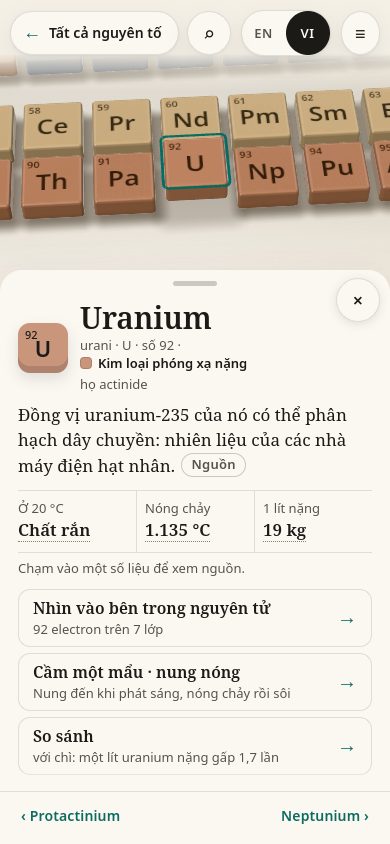 ← Tất cả nguyên tố
EN VI
58 Ce
59 Pr
60 Nd
61 Pm
62 Sm
63
90 Th
91 Pa
92 U
93 Np
94 Pu
95
×
92 U
Uranium
urani · U · số 92 ·
Kim loại phóng xạ nặng
họ actinide
Đồng vị uranium-235 của nó có thể phân
hạch dây chuyền: nhiên liệu của các nhà
máy điện hạt nhân. Nguồn
Ở 20 °C
Chất rắn
Nóng chảy
1.135 °C
1 lít nặng
19 kg
Chạm vào một số liệu để xem nguồn.
Nhìn vào bên trong nguyên tử
92 electron trên 7 lớp
→
Cầm một mẩu · nung nóng
Nung đến khi phát sáng, nóng chảy rồi sôi
→
So sánh
với chì: một lít uranium nặng gấp 1,7 lần
→
‹ Protactinium
Neptunium ›